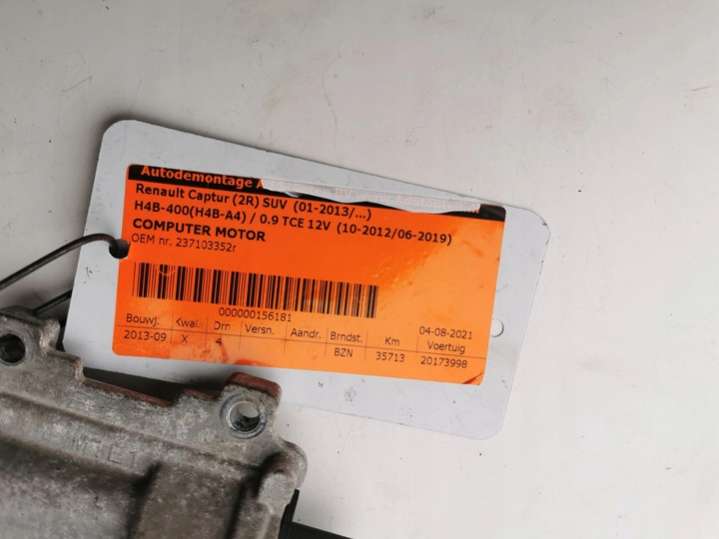 Autodemontage A
Renault Captur (2R) SUV (01-2013/...)
H4B-400(H4B-A4) / 0.9 TCE 12V (10-2012/06-2019)
COMPUTER MOTOR
OEM nr. 237103352r
000000156181
04-08-2021
Bouwj. Kwal. Drn Versn. Aandr. Brndst. Km Voertuig
2013-09 X 4 BZN 35713 20173998